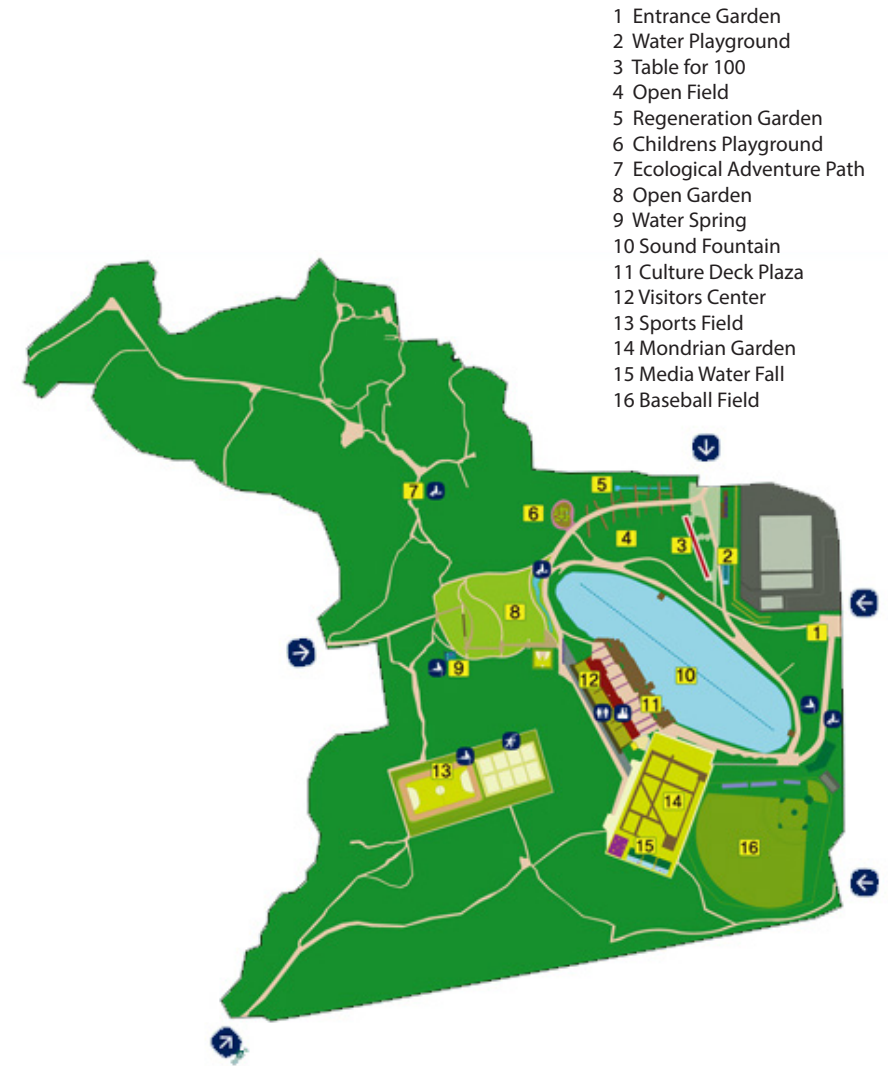 1 Entrance Garden
2 Water Playground
3 Table for 100
4 Open Field
5 Regeneration Garden
6 Childrens Playground
7 Ecological Adventure Path
8 Open Garden
9 Water Spring
10 Sound Fountain
11 Culture Deck Plaza
12 Visitors Center
13 Sports Field
14 Mondrian Garden
15 Media Water Fall
16 Baseball Field
5
7
6
4
3
2
8
1
9
12
10
11
13
14
15
16